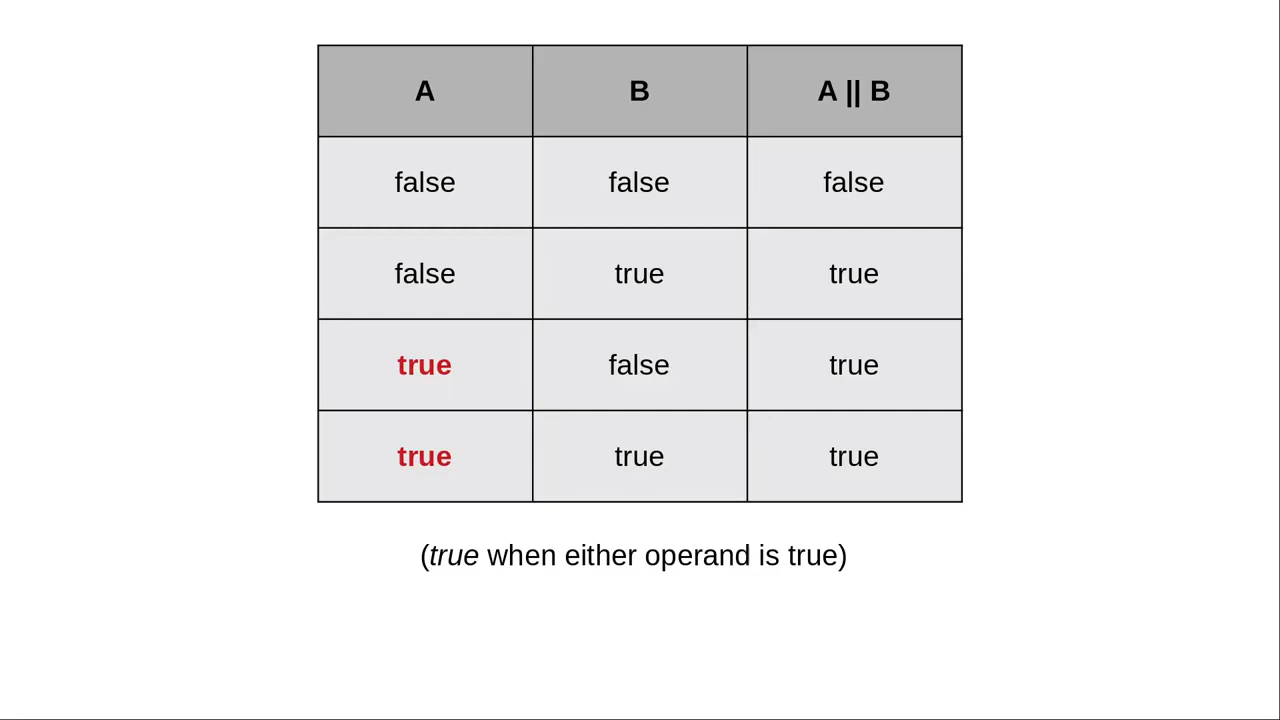 A B A || B
false false false
false true true
true false true
true true true
(true when either operand is true)